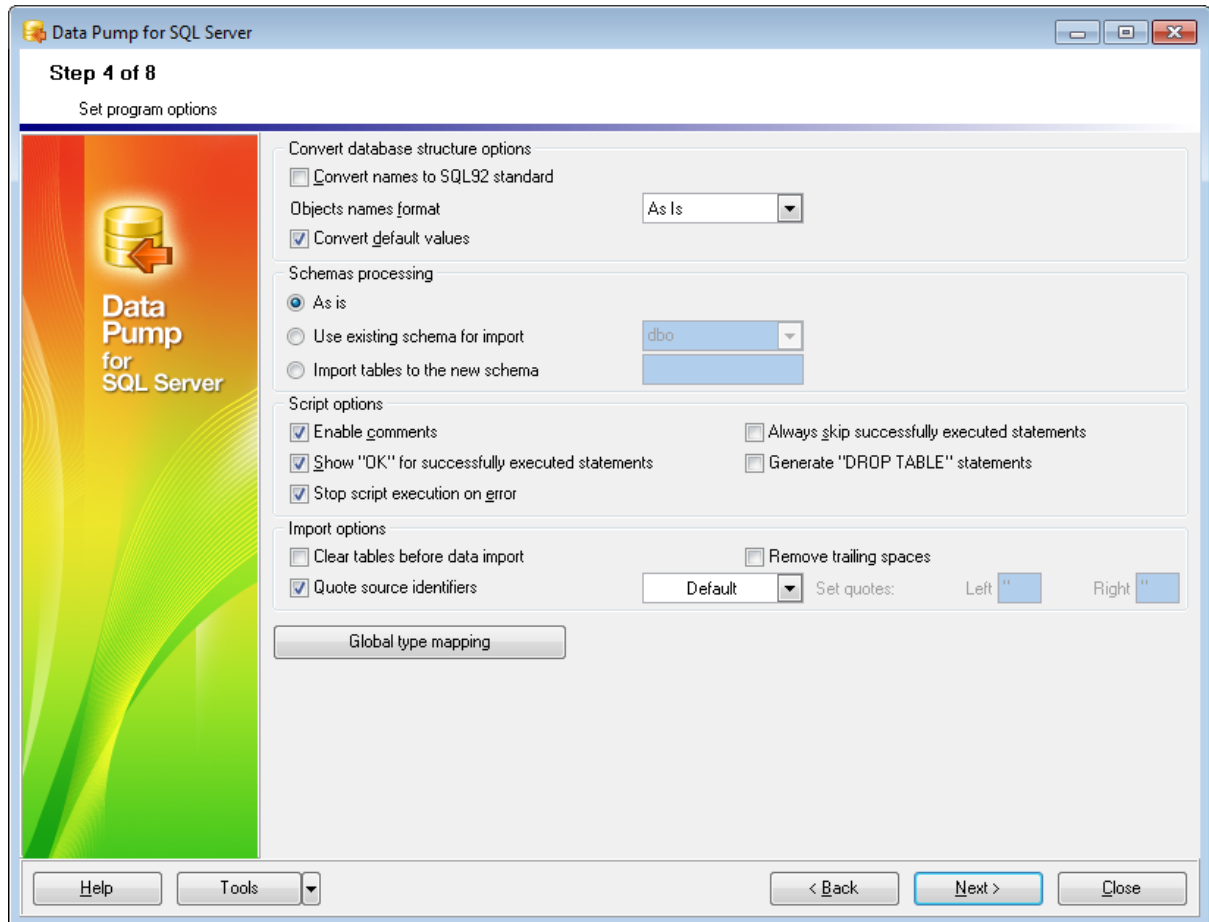 Data Pump for SQL Server
Step 4 of 8
Set program options
Data
Pump
for
SQL Server
Convert database structure options
Convert names to SQL92 standard
Objects names format As Is
Convert default values
Schemas processing
As is
Use existing schema for import dbo
Import tables to the new schema
Script options
Enable comments Always skip successfully executed statements
Show "OK" for successfully executed statements Generate "DROP TABLE" statements
Stop script execution on error
Import options
Clear tables before data import Remove trailing spaces
Quote source identifiers Default Set quotes: Left " Right "
Global type mapping
Help Tools < Back Next > Close